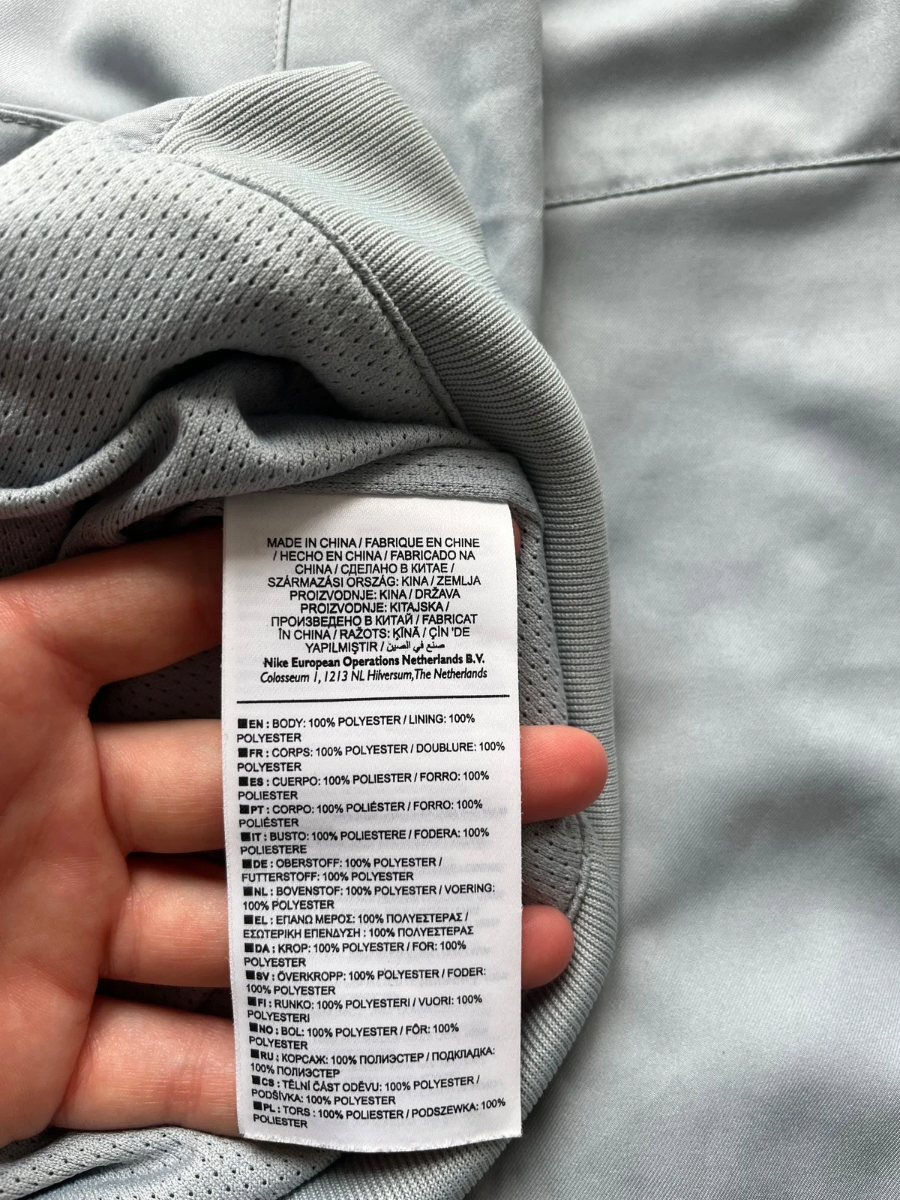 MADE IN CHINA / FABRIQUE EN CHINE
/ HECHO EN CHINA / FABRICADO NA
CHINA / СДЕЛАНО В КИТАЕ /
SZÁRMAZÁSI ORSZÁG: KINA / ZEMLJA
PROIZVODNJE: KINA / DRŽAVA
PROIZVODNJE: KITAJSKA /
ПРОИЗВЕДЕНО В КИТАЙ / FABRICAT
ÎN CHINA / RAŽOTS: ĶĪNĀ / ÇİN 'DE
YAPILMIŞTIR / صنع في الصين
Nike European Operations Netherlands B.V.
Colosseum 1, 1213 NL Hilversum, The Netherlands
EN : BODY: 100% POLYESTER / LINING: 100%
POLYESTER
FR : CORPS: 100% POLYESTER / DOUBLURE: 100%
POLYESTER
ES : CUERPO: 100% POLIESTER / FORRO: 100%
POLIESTER
PT : CORPO: 100% POLIÉSTER / FORRO: 100%
POLIÉSTER
IT : BUSTO: 100% POLIESTERE / FODERA: 100%
POLIESTERE
DE : OBERSTOFF: 100% POLYESTER /
FUTTERSTOFF: 100% POLYESTER
NL : BOVENSTOF: 100% POLYESTER / VOERING:
100% POLYESTER
EL : ΕΠΑΝΩ ΜΕΡΟΣ: 100% ΠΟΛΥΕΣΤΕΡΑΣ /
ΕΣΩΤΕΡΙΚΗ ΕΠΕΝΔΥΣΗ : 100% ΠΟΛΥΕΣΤΕΡΑΣ
DA : KROP: 100% POLYESTER / FOR: 100%
POLYESTER
SV : ÖVERKROPP: 100% POLYESTER / FODER:
100% POLYESTER
FI : RUNKO: 100% POLYESTERI / VUORI: 100%
POLYESTERI
NO : BOL: 100% POLYESTER / FÔR: 100%
POLYESTER
RU : КОРСАЖ: 100% ПОЛИЭСТЕР / ПОДКЛАДКА:
100% ПОЛИЭСТЕР
CS : TĚLNÍ ČÁST ODĚVU: 100% POLYESTER /
PODŠÍVKA: 100% POLYESTER
PL : TORS : 100% POLIESTER / PODSZEWKA: 100%
POLIESTER